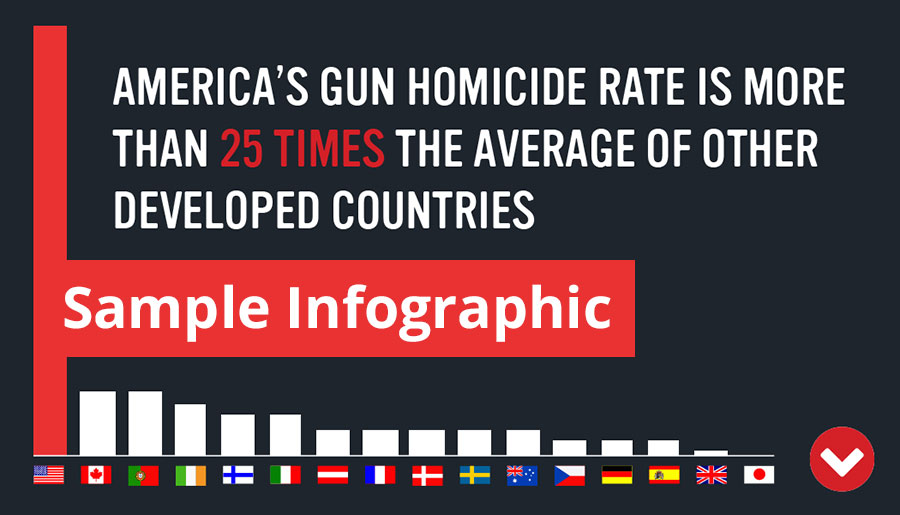 AMERICA'S GUN HOMICIDE RATE IS MORE
THAN 25 TIMES THE AVERAGE OF OTHER
DEVELOPED COUNTRIES
Sample Infographic